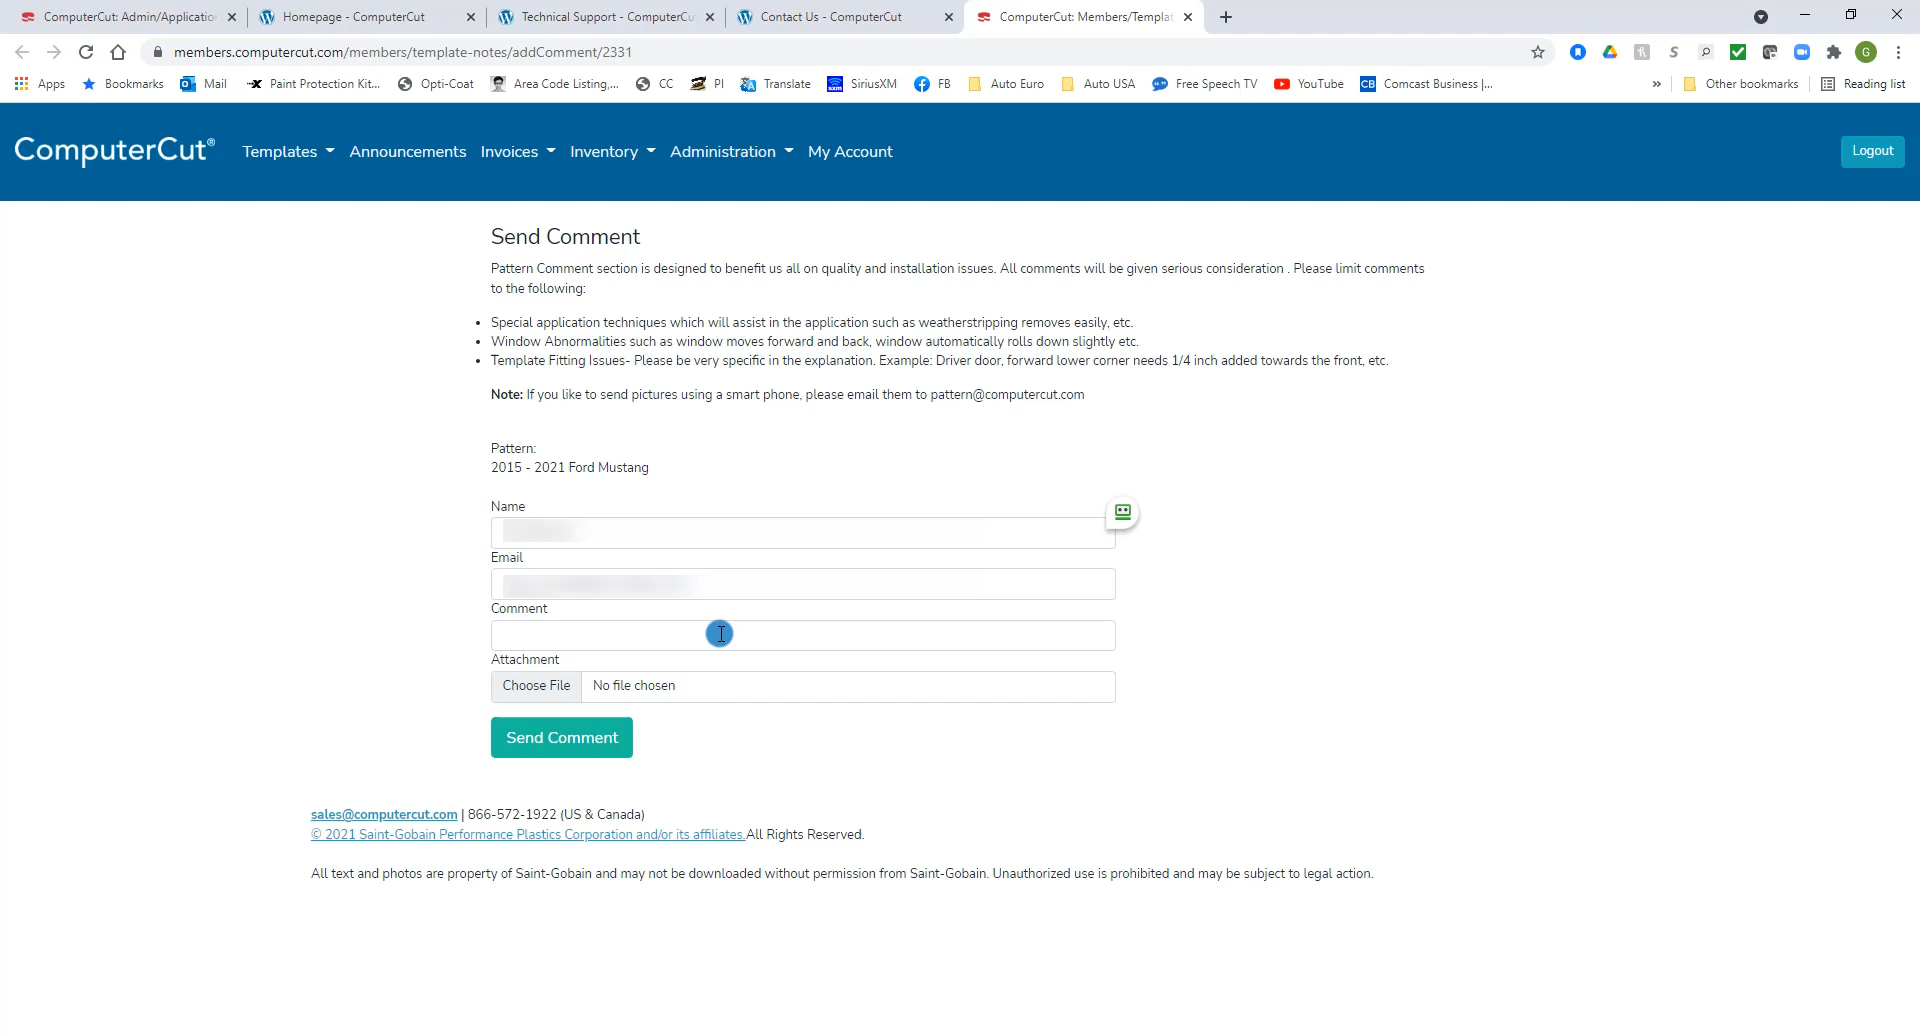 ComputerCut: Admin/Application
Homepage - ComputerCut
Technical Support - ComputerCu
Contact Us - ComputerCut
ComputerCut: Members/Templat
members.computercut.com/members/template-notes/addComment/2331
G
Apps
Bookmarks
Mail
Paint Protection Kit...
Opti-Coat
Area Code Listing,...
CC
PI
Translate
SiriusXM
FB
Auto Euro
Auto USA
Free Speech TV
YouTube
CB Comcast Business |...
»
Other bookmarks
Reading list
ComputerCut®
Templates
Announcements
Invoices
Inventory
Administration
My Account
Logout
Send Comment
Pattern Comment section is designed to benefit us all on quality and installation issues. All comments will be given serious consideration . Please limit comments
to the following:
• Special application techniques which will assist in the application such as weatherstripping removes easily, etc.
• Window Abnormalities such as window moves forward and back, window automatically rolls down slightly etc.
• Template Fitting Issues- Please be very specific in the explanation. Example: Driver door, forward lower corner needs 1/4 inch added towards the front, etc.
Note: If you like to send pictures using a smart phone, please email them to pattern@computercut.com
Pattern:
2015 - 2021 Ford Mustang
Name
Email
Comment
Attachment
Choose File No file chosen
Send Comment
sales@computercut.com | 866-572-1922 (US & Canada)
© 2021 Saint-Gobain Performance Plastics Corporation and/or its affiliates.All Rights Reserved.
All text and photos are property of Saint-Gobain and may not be downloaded without permission from Saint-Gobain. Unauthorized use is prohibited and may be subject to legal action.